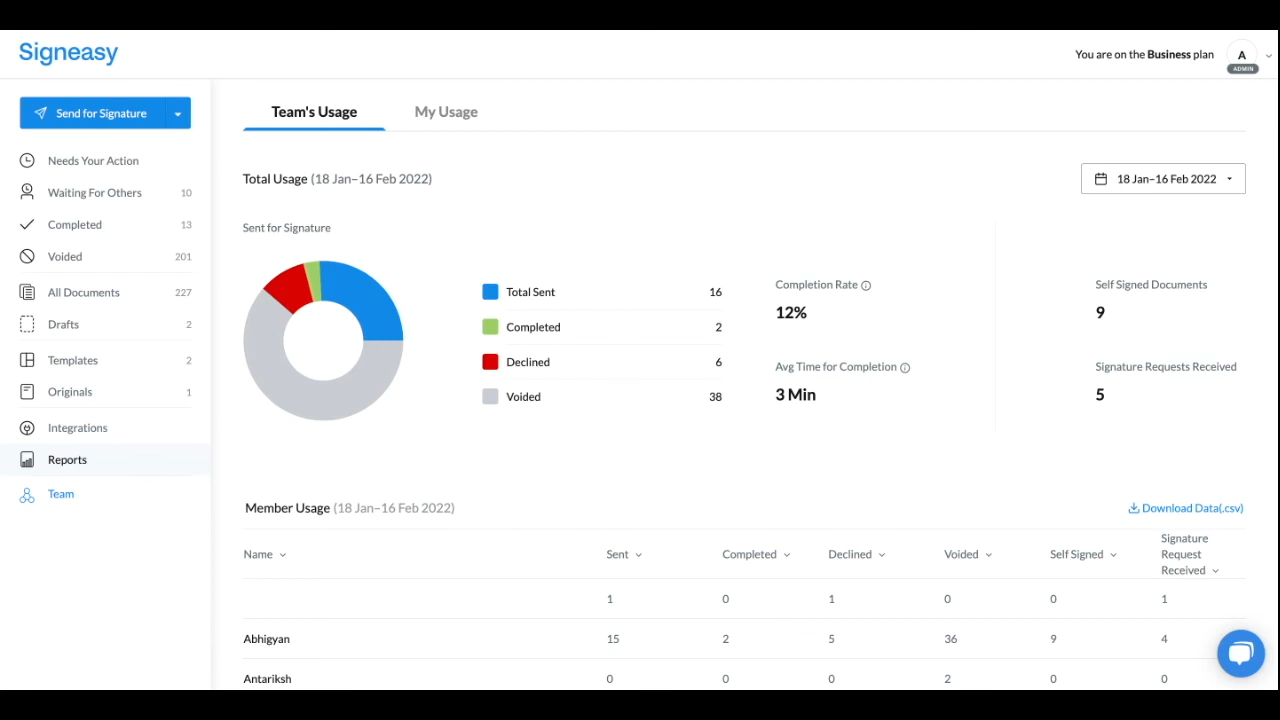 Signeasy
You are on the Business plan
A
ADMIN
Send for Signature
Needs Your Action
Waiting For Others 10
Completed 13
Voided 201
All Documents 227
Drafts 2
Templates 2
Originals 1
Integrations
Reports
Team
Team's Usage My Usage
Total Usage (18 Jan–16 Feb 2022)
18 Jan–16 Feb 2022
Sent for Signature
Total Sent 16
Completed 2
Declined 6
Voided 38
Completion Rate
12%
Avg Time for Completion
3 Min
Self Signed Documents
9
Signature Requests Received
5
Member Usage (18 Jan–16 Feb 2022)
Download Data(.csv)
Name Sent Completed Declined Voided Self Signed Signature
Request
Received
1 0 1 0 0 1
Abhigyan 15 2 5 36 9 4
Antariksh 0 0 0 2 0 0